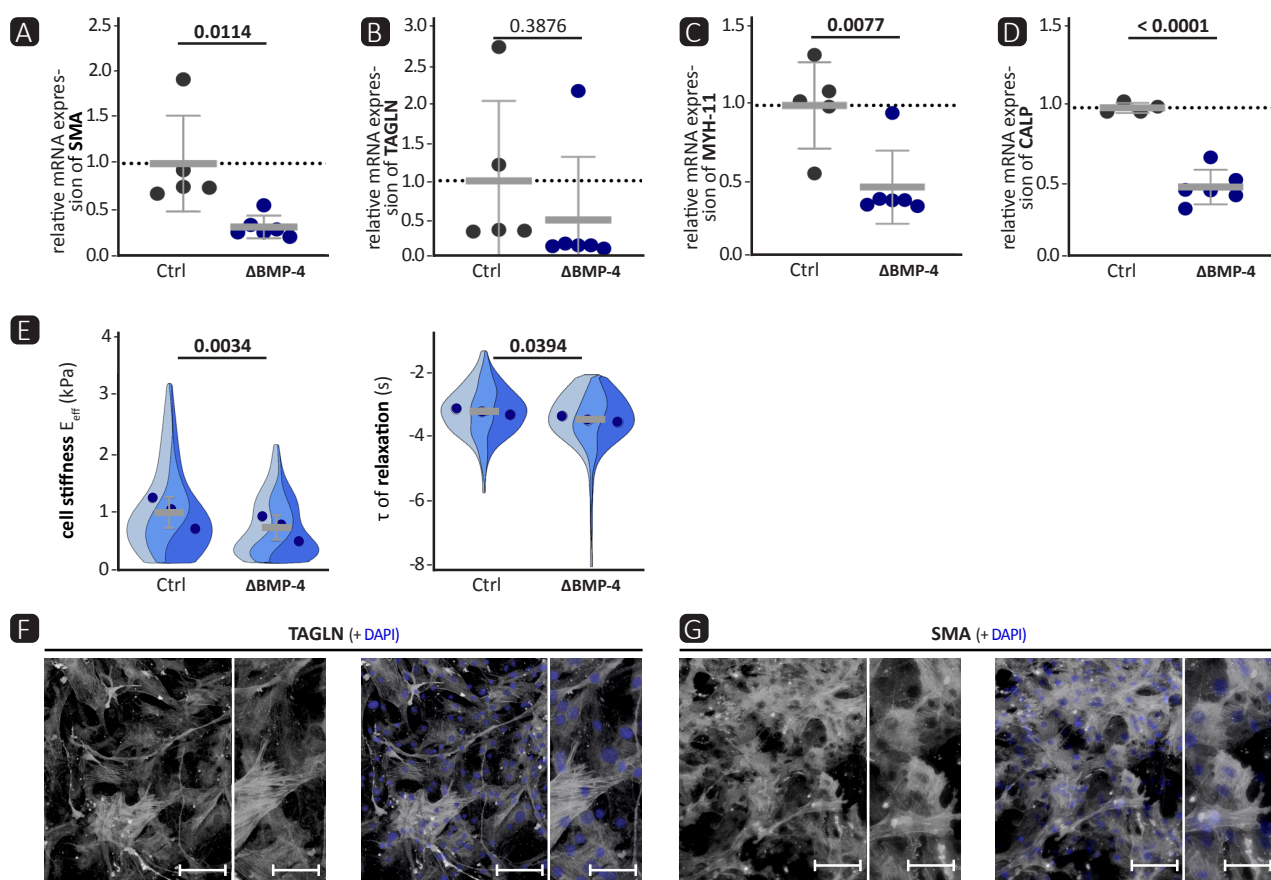 A
relative mRNA expres-
sion of SMA
2.5
2.0
1.5
1.0
0.5
0.0
0.0114
Ctrl
ΔBMP-4
B
relative mRNA expres-
sion of TAGLN
3.0
2.5
2.0
1.5
1.0
0.5
0.0
0.3876
Ctrl
ΔBMP-4
C
relative mRNA expres-
sion of MYH-11
1.5
1.0
0.5
0.0
0.0077
Ctrl
ΔBMP-4
D
relative mRNA expres-
sion of CALP
1.5
1.0
0.5
0.0
< 0.0001
Ctrl
ΔBMP-4
E
cell stiffness E_eff (kPa)
4
3
2
1
0
0.0034
Ctrl
ΔBMP-4
τ of relaxation (s)
-2
-4
-6
-8
0.0394
Ctrl
ΔBMP-4
F
TAGLN (+ DAPI)
G
SMA (+ DAPI)